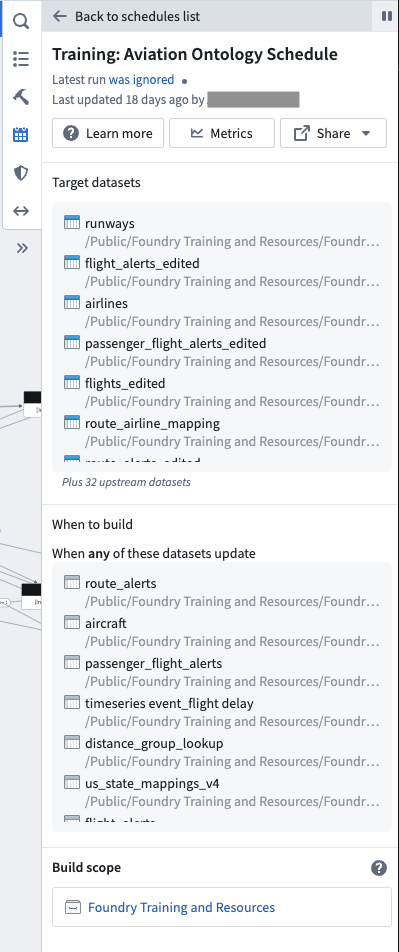 Back to schedules list
Training: Aviation Ontology Schedule
Latest run was ignored
Last updated 18 days ago by
Learn more
Metrics
Share
Target datasets
runways
/Public/Foundry Training and Resources/Foundr…
flight_alerts_edited
/Public/Foundry Training and Resources/Foundr…
airlines
/Public/Foundry Training and Resources/Foundr…
passenger_flight_alerts_edited
/Public/Foundry Training and Resources/Foundr…
flights_edited
/Public/Foundry Training and Resources/Foundr…
route_airline_mapping
/Public/Foundry Training and Resources/Foundr…
route_alerts_edited
Plus 32 upstream datasets
When to build
When any of these datasets update
route_alerts
/Public/Foundry Training and Resources/Foundr…
aircraft
/Public/Foundry Training and Resources/Foundr…
passenger_flight_alerts
/Public/Foundry Training and Resources/Foundr…
timeseries event_flight delay
/Public/Foundry Training and Resources/Foundr…
distance_group_lookup
/Public/Foundry Training and Resources/Foundr…
us_state_mappings_v4
/Public/Foundry Training and Resources/Foundr…
flight_alerts
Build scope
Foundry Training and Resources